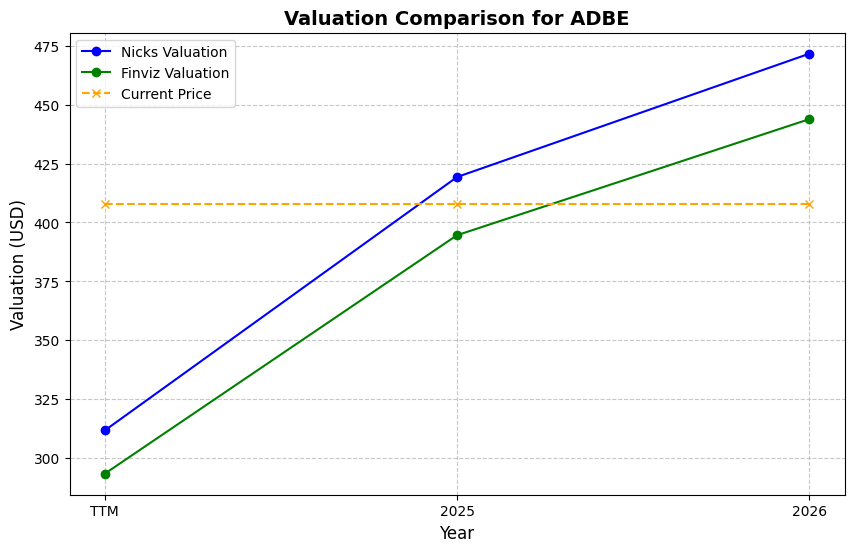 Valuation Comparison for ADBE
Nicks Valuation
Finviz Valuation
Current Price
Valuation (USD)
475
450
425
400
375
350
325
300
TTM
2025
2026
Year